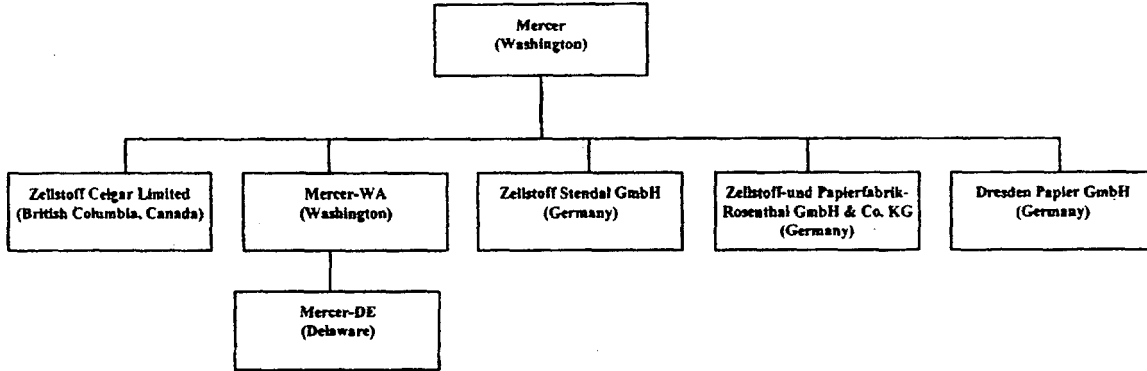 Mercer
(Washington)
Zellstoff Celgar Limited
(British Columbia, Canada)
Mercer-WA
(Washington)
Zellstoff Stendal GmbH
(Germany)
Zellstoff-und Papierfabrik-
Rosenthal GmbH & Co. KG
(Germany)
Dresden Papier GmbH
(Germany)
Mercer-DE
(Delaware)